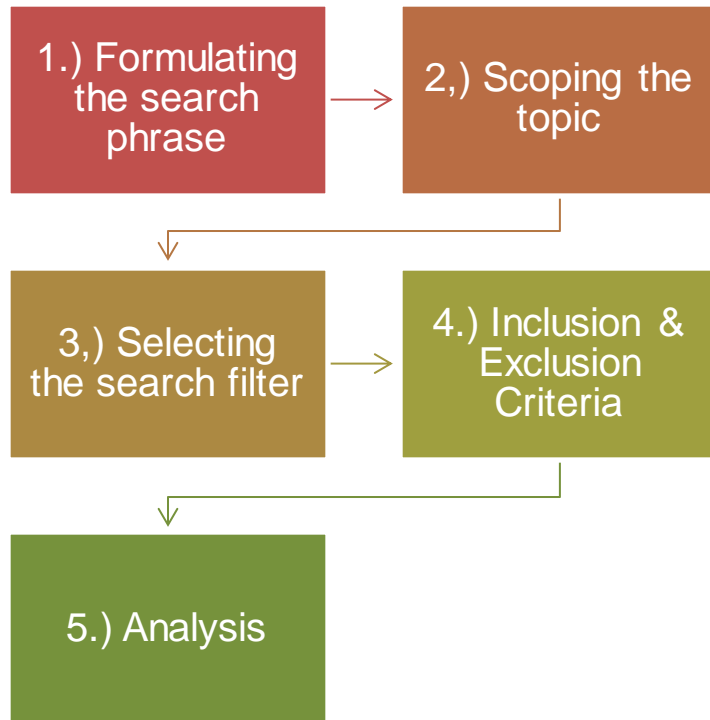 1.) Formulating
the search
phrase
2,) Scoping the
topic
3,) Selecting
the search filter
4.) Inclusion &
Exclusion
Criteria
5.) Analysis